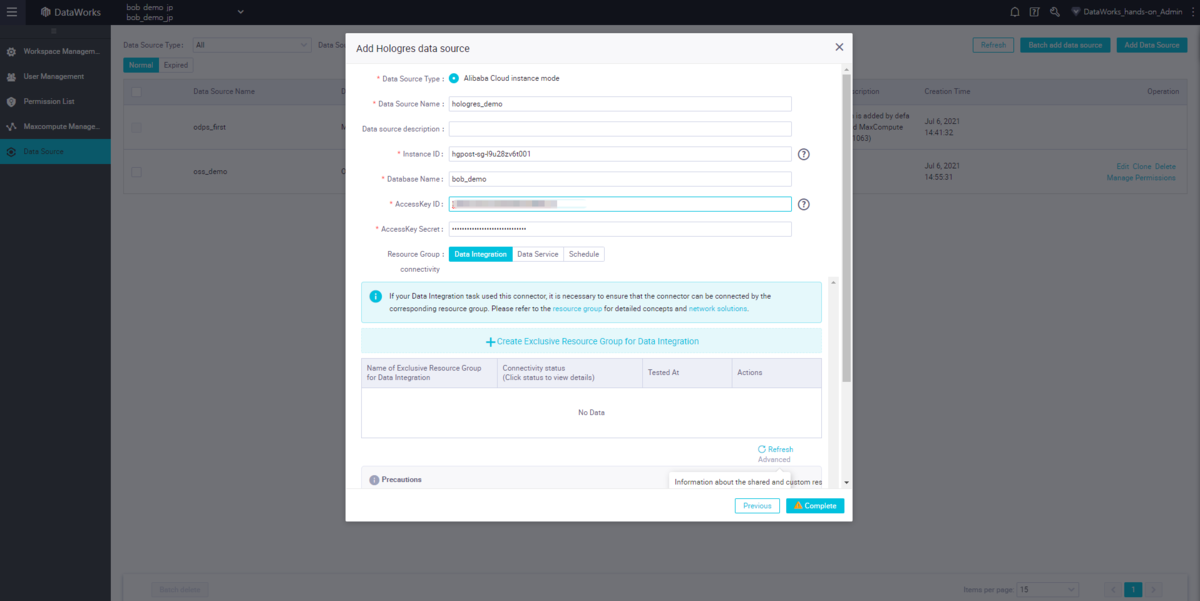 DataWorks
bob demo jp
bob_demo_jp
DataWorks_hands-on_Admin
Workspace Managem...
User Management
Permission List
Maxcompute Manage...
Data Source
Data Source Type: All
Data Sou
Refresh
Batch add data source
Add Data Source
Normal
Expired
Data Source Name
D
cription
Creation Time
Operation
odps_first
M
e is added by defa
d MaxCompute
1063)
Jul 6, 2021
14:41:32
oss_demo
O
Jul 6, 2021
14:55:31
Edit Clone Delete
Manage Permissions
Add Hologres data source
* Data Source Type : Alibaba Cloud instance mode
* Data Source Name : hologres_demo
Data source description :
* Instance ID : hgpost-sg-l9u28zv6t001
* Database Name : bob_demo
* AccessKey ID :
* AccessKey Secret : ••••••••••••••••••••••••••••••
Resource Group :
connectivity
Data Integration
Data Service
Schedule
If your Data Integration task used this connector, it is necessary to ensure that the connector can be connected by the
corresponding resource group. Please refer to the resource group for detailed concepts and network solutions.
+Create Exclusive Resource Group for Data Integration
Name of Exclusive Resource Group
for Data Integration
Connectivity status
(Click status to view details)
Tested At
Actions
No Data
Refresh
Advanced
Precautions
Information about the shared and custom res
Previous
Complete
Batch delete
Items per page: 15
1